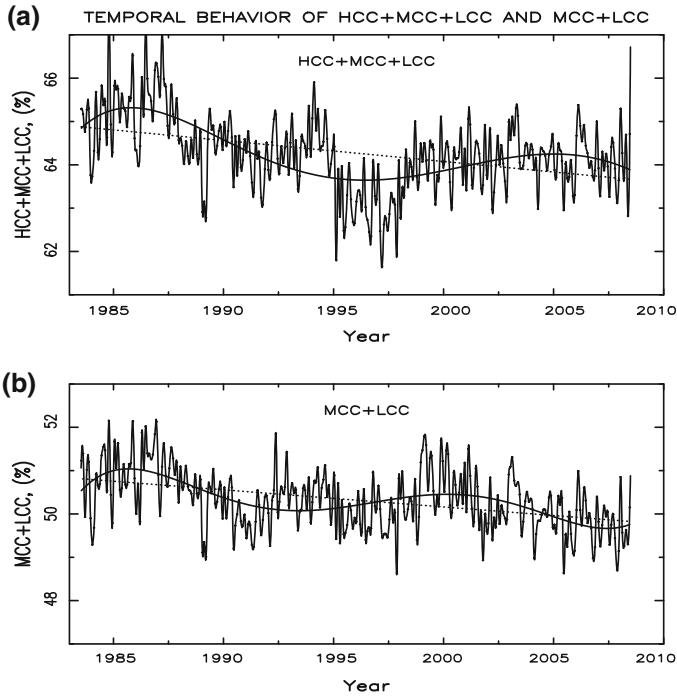 (a)
TEMPORAL BEHAVIOR OF HCC+MCC+LCC AND MCC+LCC
HCC+MCC+LCC
HCC+MCC+LCC, (%)
66
64
62
1985 1990 1995 2000 2005 2010
Year
(b)
MCC+LCC
MCC+LCC, (%)
52
50
48
1985 1990 1995 2000 2005 2010
Year